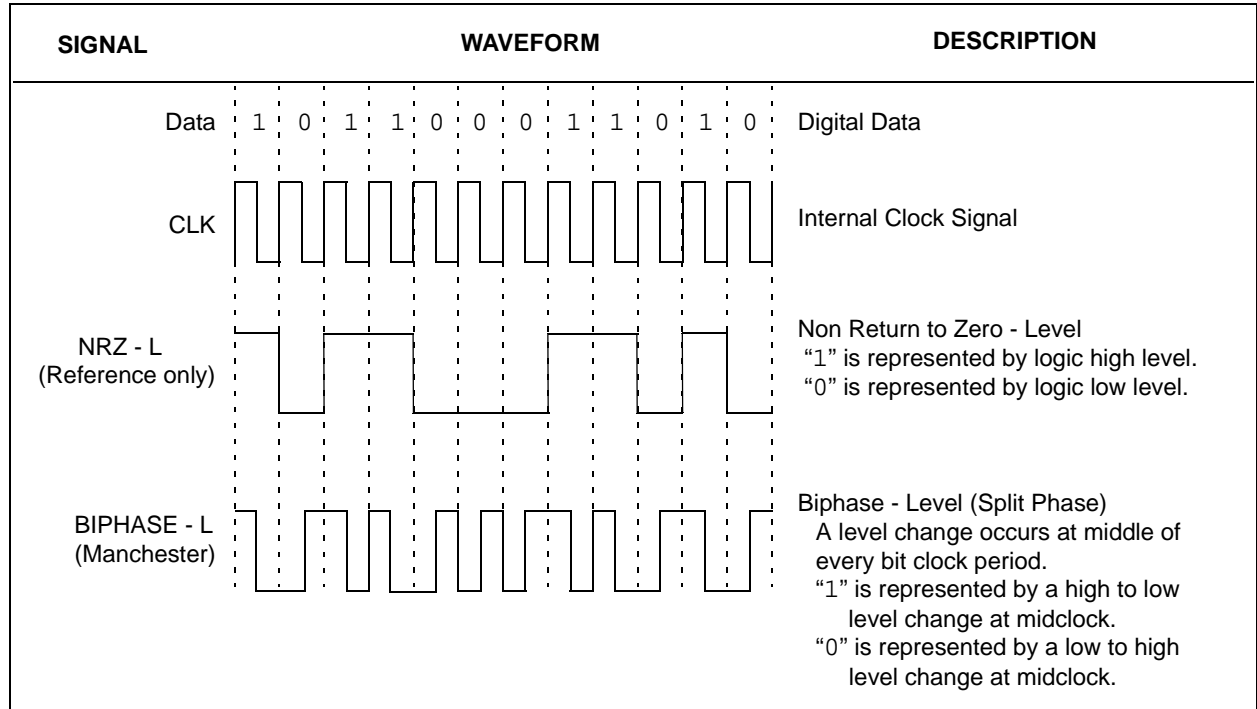 SIGNAL WAVEFORM DESCRIPTION
Data 1 0 1 1 0 0 0 1 1 0 1 0 Digital Data
CLK Internal Clock Signal
NRZ - L
(Reference only)
Non Return to Zero - Level
“1” is represented by logic high level.
“0” is represented by logic low level.
BIPHASE - L
(Manchester)
Biphase - Level (Split Phase)
A level change occurs at middle of
every bit clock period.
“1” is represented by a high to low
level change at midclock.
“0” is represented by a low to high
level change at midclock.